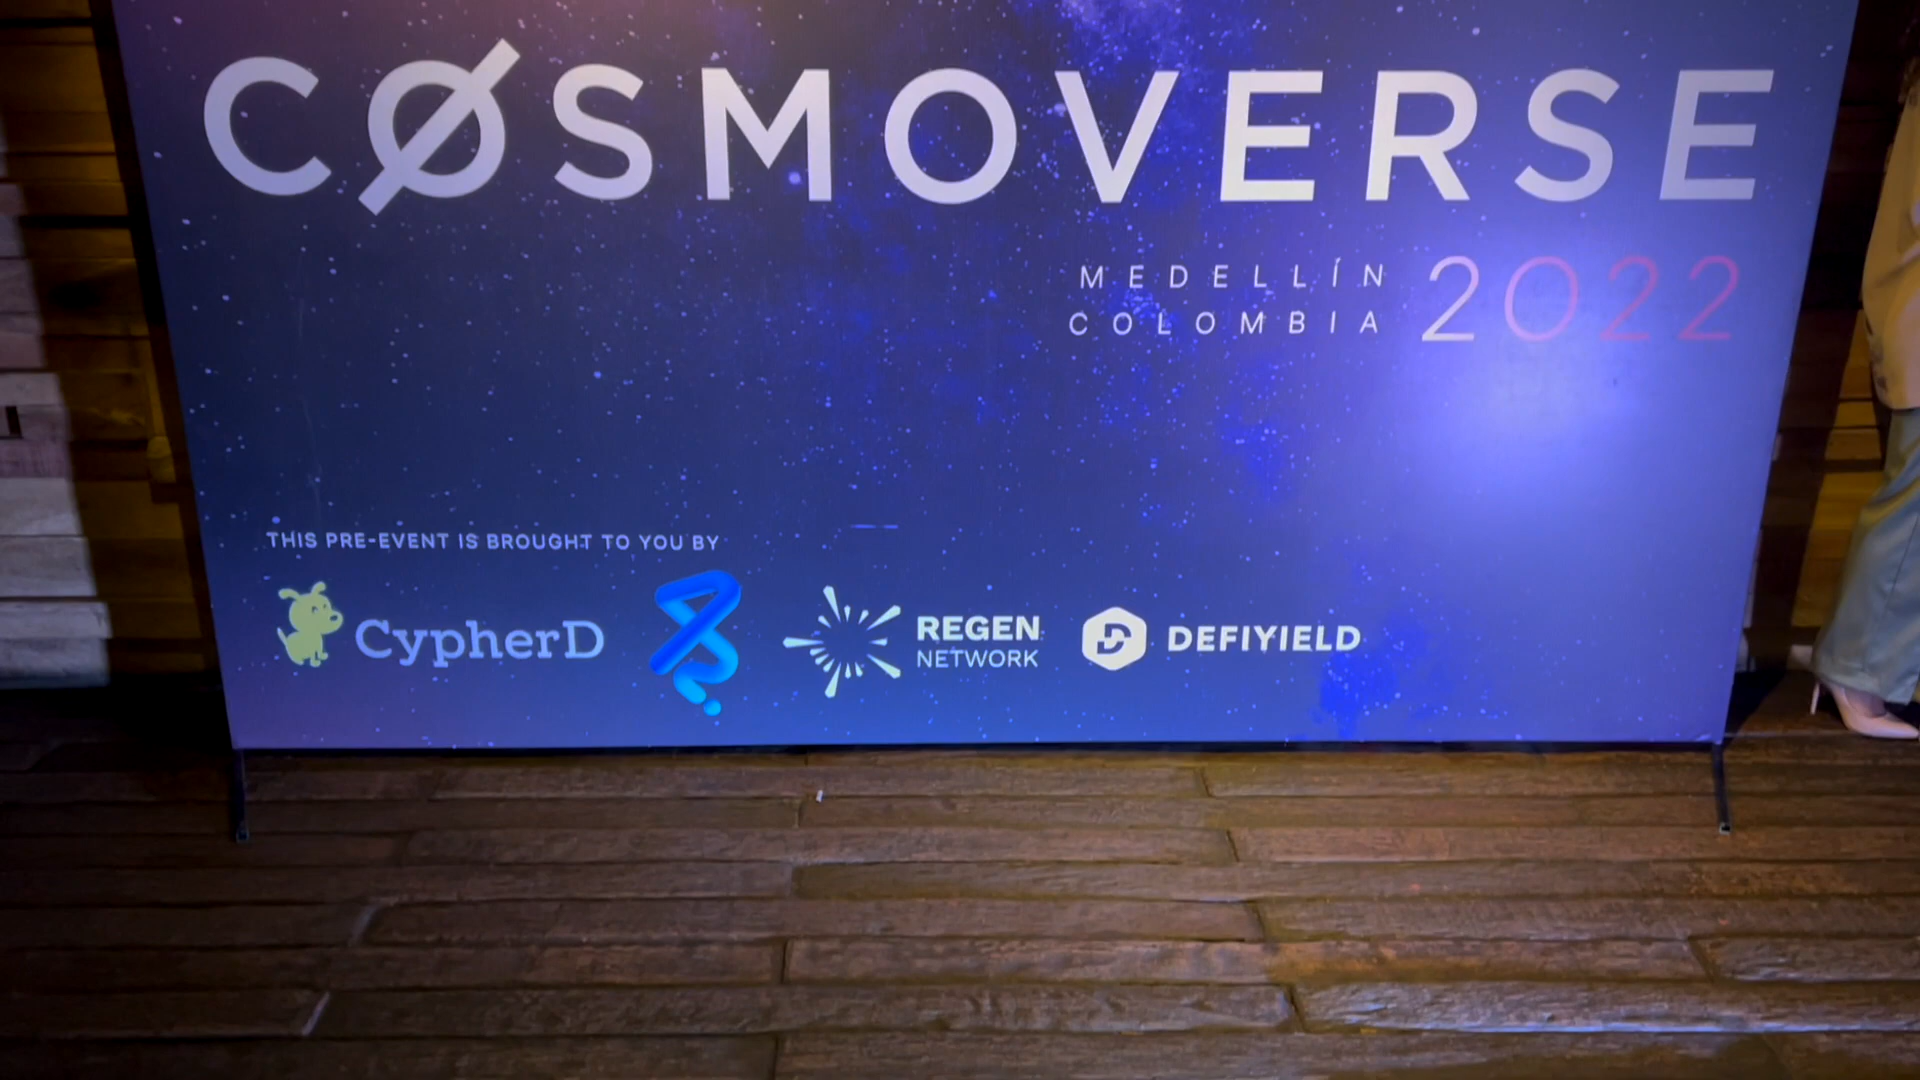 CØSMOVERSE
MEDELLÍN
COLOMBIA
2022
THIS PRE-EVENT IS BROUGHT TO YOU BY
CypherD
REGEN
NETWORK
DEFIYIELD